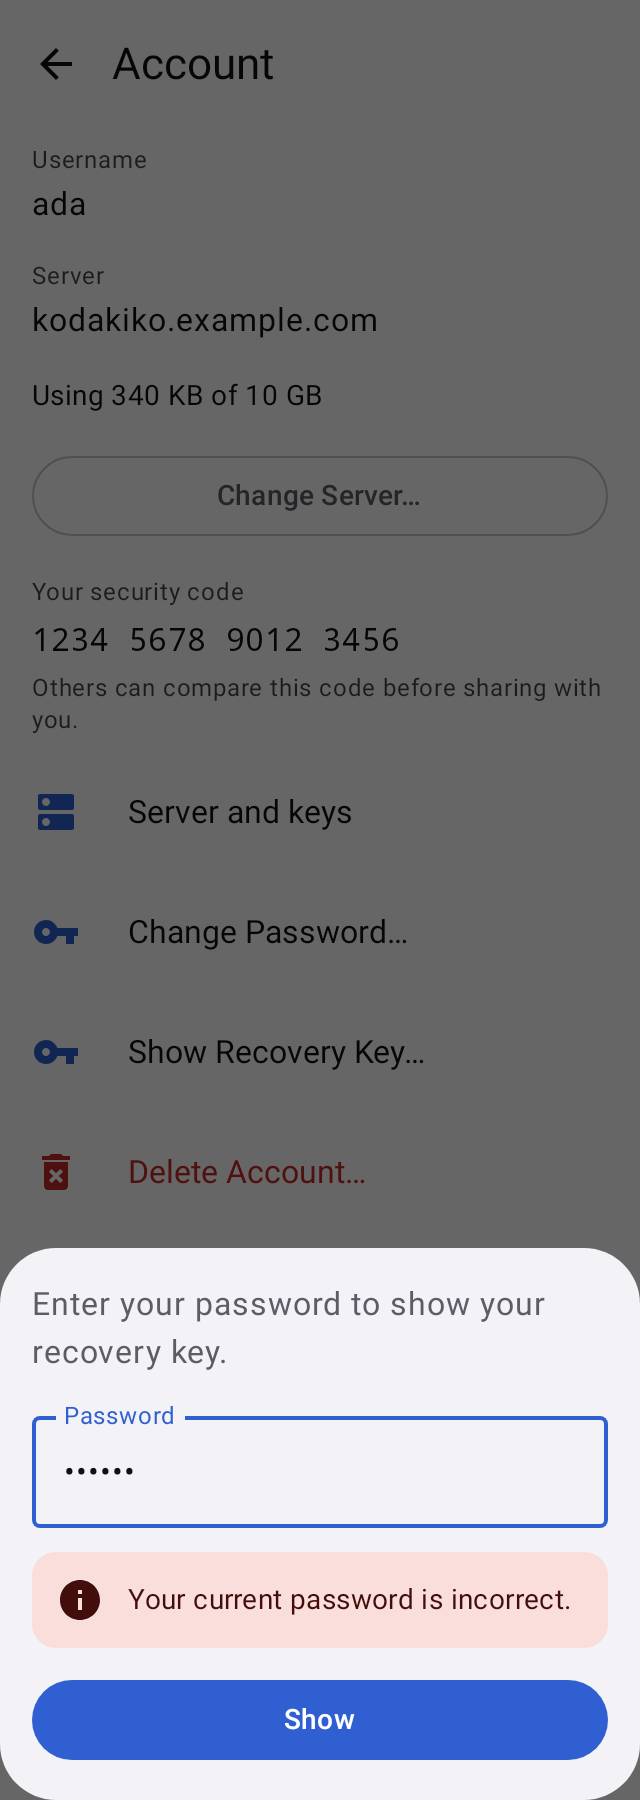 Account
Username
ada
Server
kodakiko.example.com
Using 340 KB of 10 GB
Change Server…
Your security code
1234 5678 9012 3456
Others can compare this code before sharing with
you.
Server and keys
Change Password…
Show Recovery Key…
Delete Account…
Enter your password to show your
recovery key.
Password
••••••
Your current password is incorrect.
Show